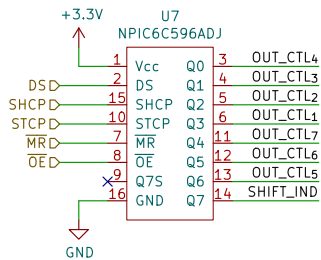 +3.3V
U7
NPIC6C596ADJ
1 Vcc Q0 3 OUT_CTL4
DS 2 DS Q1 4 OUT_CTL3
SHCP 15 SHCP Q2 5 OUT_CTL2
STCP 10 STCP Q3 6 OUT_CTL1
MR 7 MR Q4 11 OUT_CTL7
OE 8 OE Q5 12 OUT_CTL6
9 Q7S Q6 13 OUT_CTL5
16 GND Q7 14 SHIFT_IND
GND